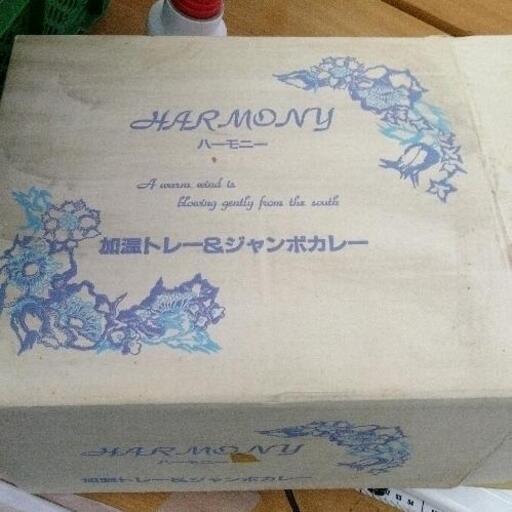 HARMONY
ハーモニー
A warm wind is
blowing gently from the south
加温トレー&ジャンボカレー
HARMONY
ハーモニー
加温トレー&ジャンボカレー